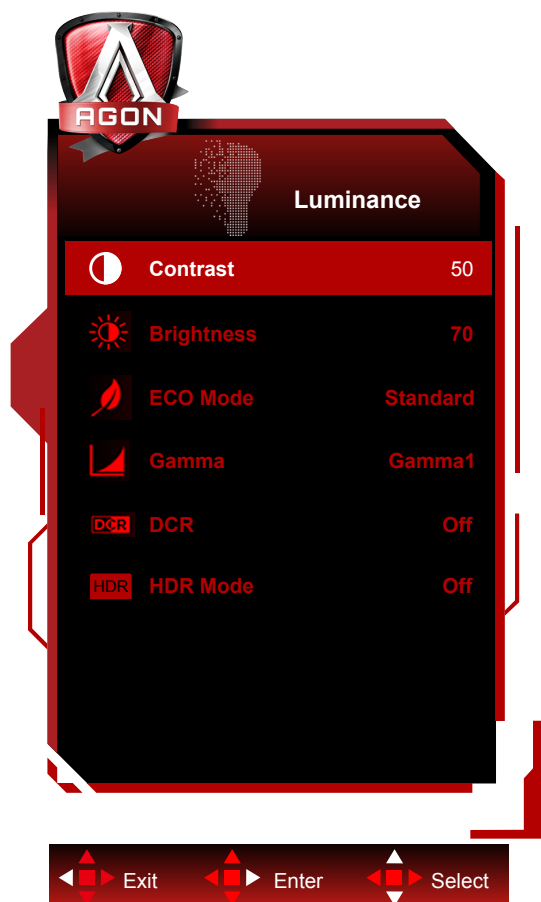 AGON
Luminance
Contrast 50
Brightness 70
ECO Mode Standard
Gamma Gamma1
DCR DCR Off
HDR HDR Mode Off
Exit Enter Select